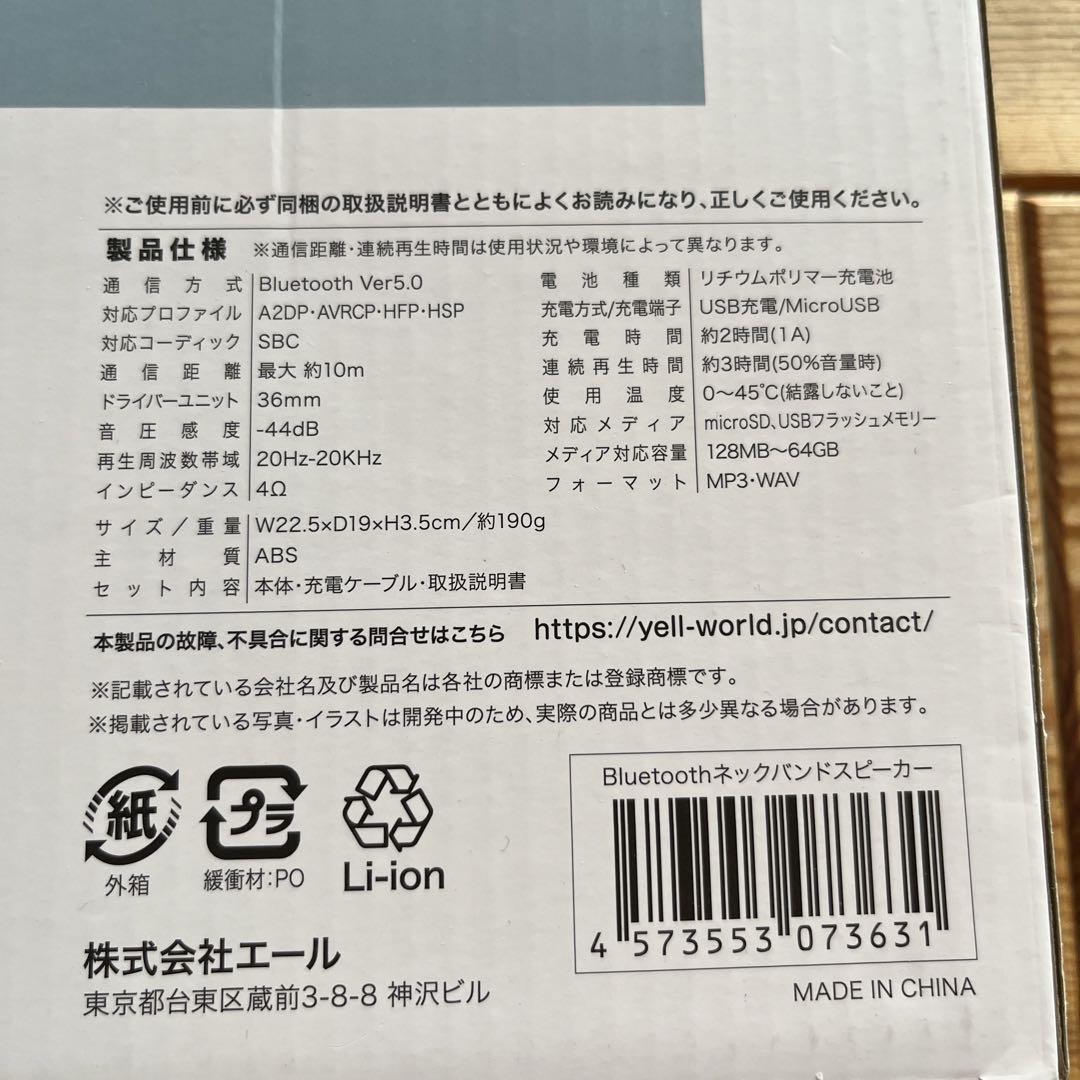 ※ご使用前に必ず同梱の取扱説明書とともによくお読みになり、正しくご使用ください。
製品仕様 ※通信距離・連続再生時間は使用状況や環境によって異なります。
通信方式 Bluetooth Ver5.0
対応プロファイル A2DP・AVRCP・HFP・HSP
対応コーディック SBC
通信距離 最大 約10m
ドライバーユニット 36mm
音圧感度 -44dB
再生周波数帯域 20Hz-20KHz
インピーダンス 4Ω
電池種類 リチウムポリマー充電池
充電方式/充電端子 USB充電/MicroUSB
充電時間 約2時間(1A)
連続再生時間 約3時間(50%音量時)
使用温度 0〜45℃(結露しないこと)
対応メディア microSD、USBフラッシュメモリー
メディア対応容量 128MB〜64GB
フォーマット MP3・WAV
サイズ/重量 W22.5×D19×H3.5cm/約190g
主材質 ABS
セット内容 本体・充電ケーブル・取扱説明書
本製品の故障、不具合に関する問合せはこちら https://yell-world.jp/contact/
※記載されている会社名及び製品名は各社の商標または登録商標です。
※掲載されている写真・イラストは開発中のため、実際の商品とは多少異なる場合があります。
紙
外箱
プラ
緩衝材:PO
Li-ion
株式会社エール
東京都台東区蔵前3-8-8 神沢ビル
Bluetoothネックバンドスピーカー
4 573553 073631
MADE IN CHINA